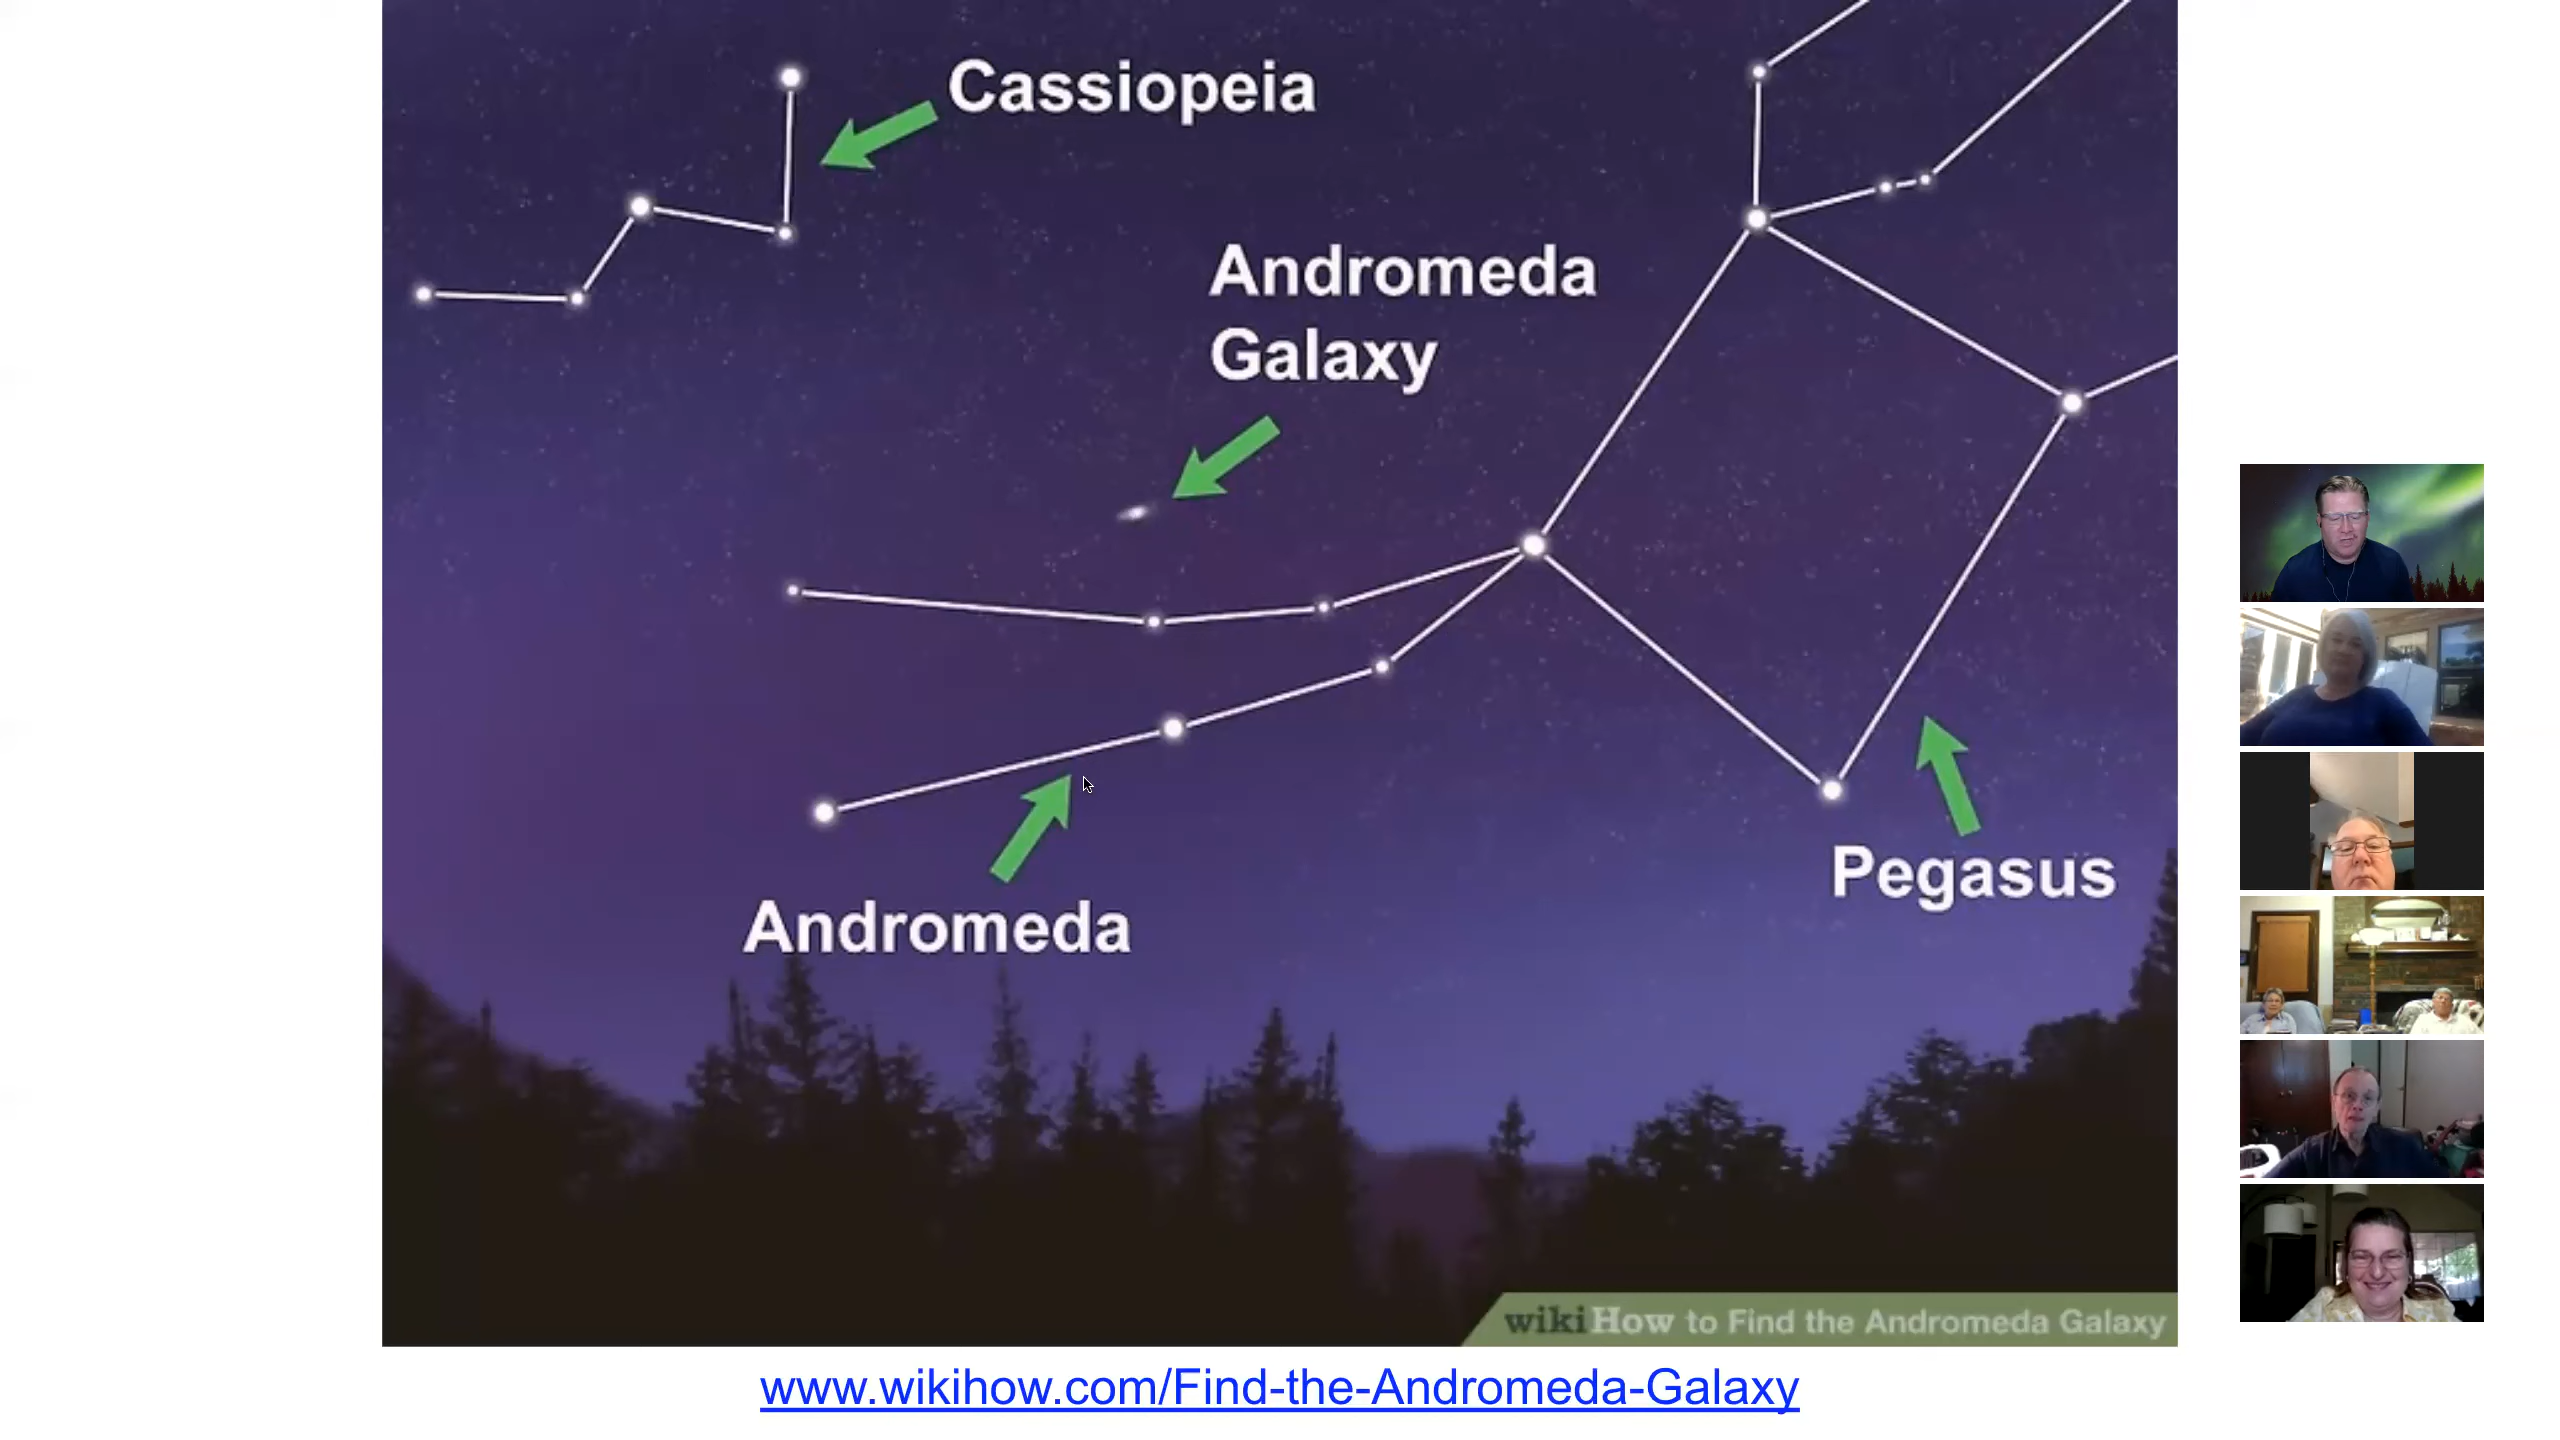 Cassiopeia
Andromeda
Galaxy
Andromeda
Pegasus
wikiHow to Find the Andromeda Galaxy
www.wikihow.com/Find-the-Andromeda-Galaxy